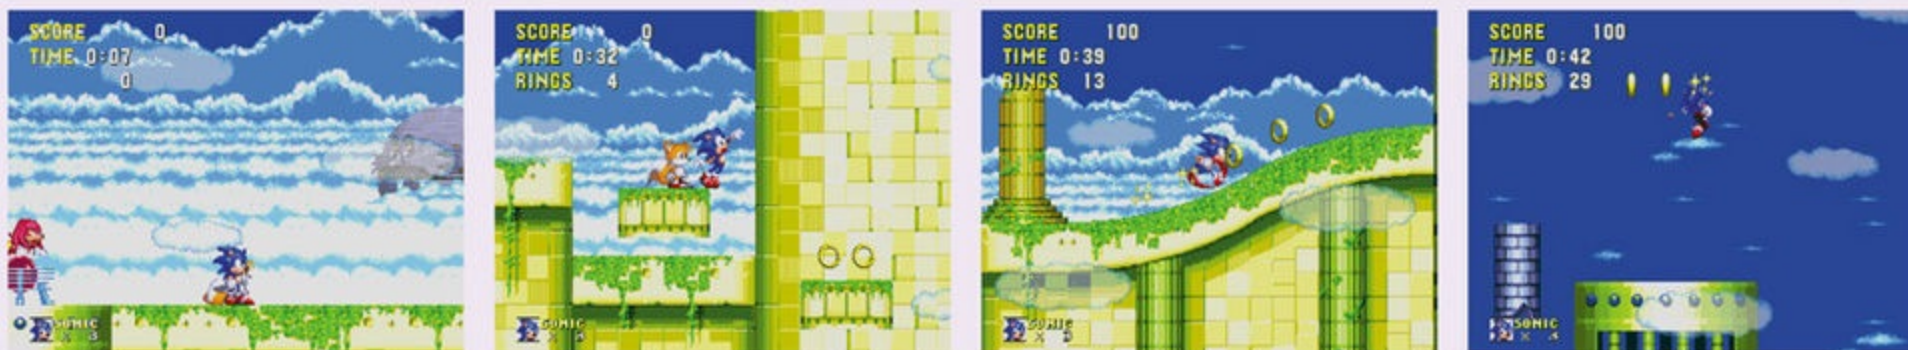 SCORE 0
TIME 0:07
0
SONIC
SCORE 0
TIME 0:32
RINGS 4
SONIC
SCORE 100
TIME 0:39
RINGS 13
SONIC
SCORE 100
TIME 0:42
RINGS 29
SONIC